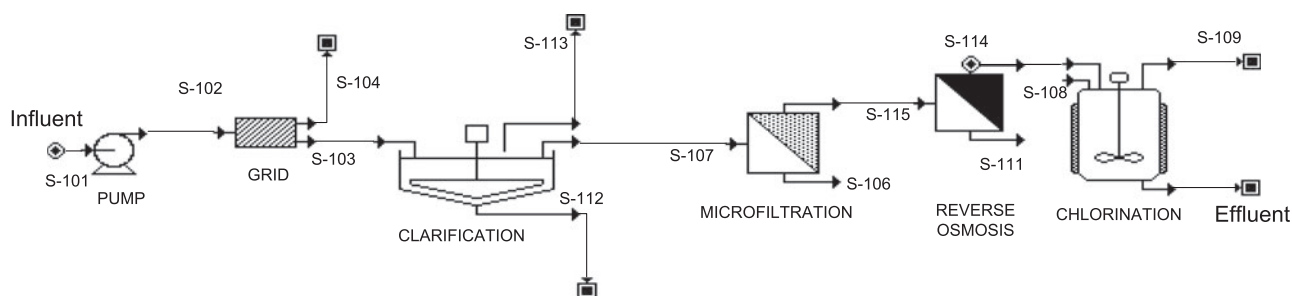 Influent
S-101
PUMP
S-102
GRID
S-104
S-103
CLARIFICATION
S-113
S-112
S-107
MICROFILTRATION
S-106
S-115
S-114
REVERSE
OSMOSIS
S-111
S-108
CHLORINATION
S-109
Effluent